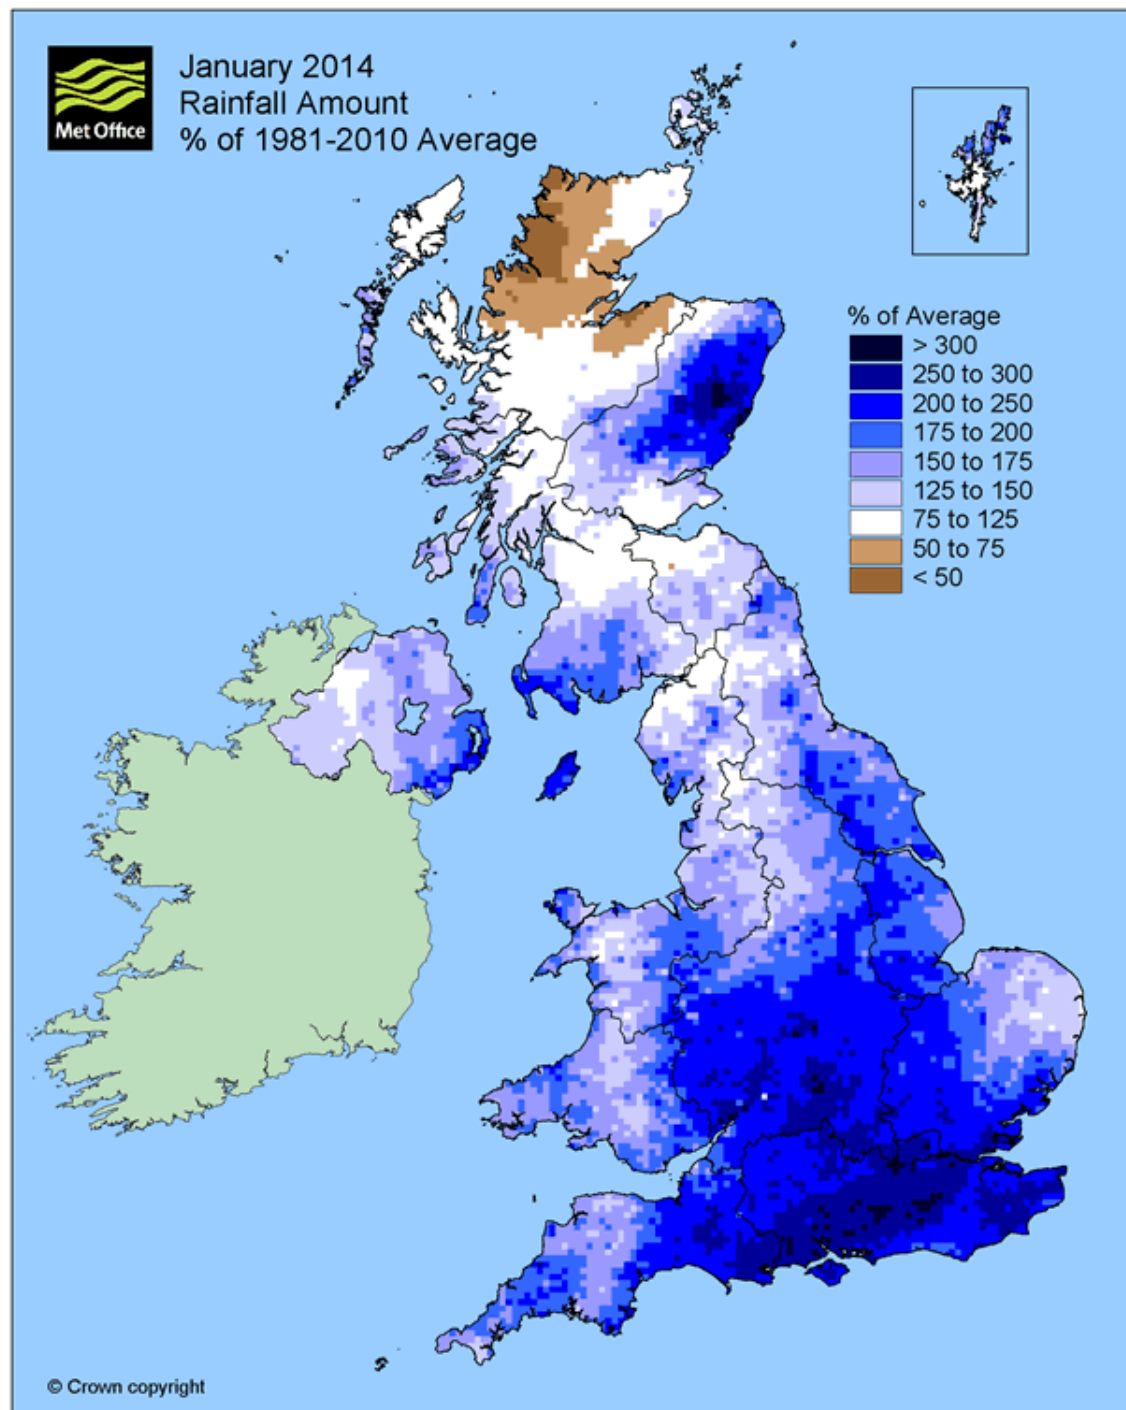 Met Office
January 2014
Rainfall Amount
% of 1981-2010 Average
% of Average
> 300
250 to 300
200 to 250
175 to 200
150 to 175
125 to 150
75 to 125
50 to 75
< 50
© Crown copyright